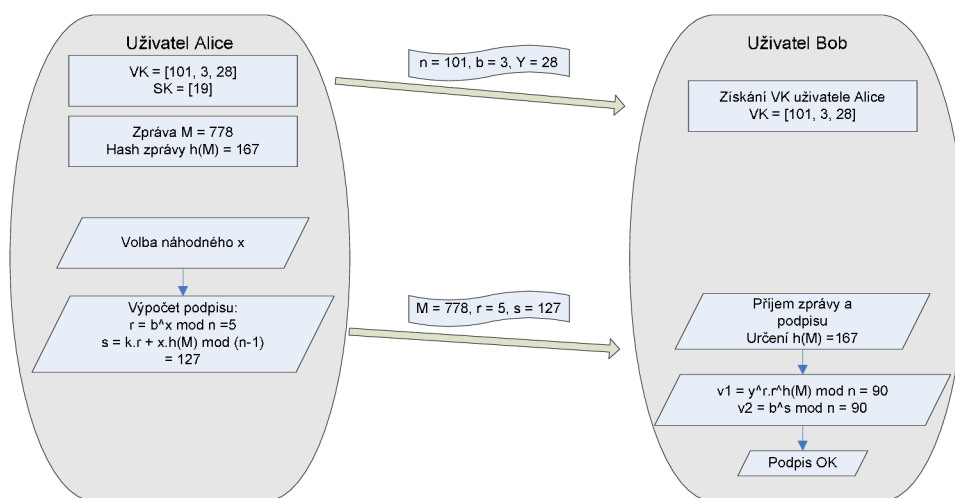 Uživatel Alice
VK = [101, 3, 28]
SK = [19]
Zpráva M = 778
Hash zprávy h(M) = 167
Volba náhodného x
Výpočet podpisu:
r = b^x mod n =5
s = k.r + x.h(M) mod (n-1)
= 127
n = 101, b = 3, Y = 28
M = 778, r = 5, s = 127
Uživatel Bob
Získání VK uživatele Alice
VK = [101, 3, 28]
Příjem zprávy a
podpisu
Určení h(M) =167
v1 = y^r.r^h(M) mod n = 90
v2 = b^s mod n = 90
Podpis OK